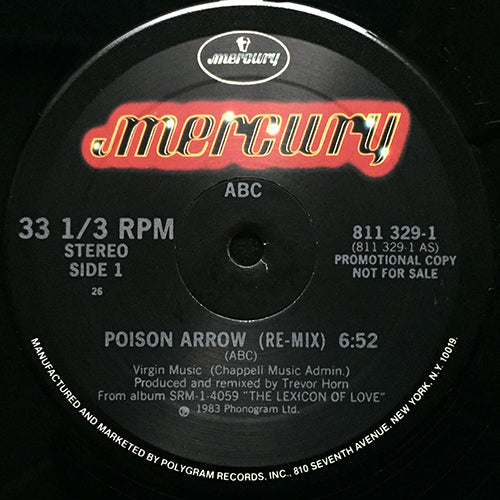 mercury
mercury
ABC
33 1/3 RPM
STEREO
SIDE 1
26
811 329-1
(811 329-1 AS)
PROMOTIONAL COPY
NOT FOR SALE
POISON ARROW (RE-MIX) 6:52
(ABC)
Virgin Music (Chappell Music Admin.)
Produced and remixed by Trevor Horn
From album SRM-1-4059 "THE LEXICON OF LOVE"
℗ 1983 Phonogram Ltd.
MANUFACTURED AND MARKETED BY POLYGRAM RECORDS, INC., 810 SEVENTH AVENUE, NEW YORK, N.Y. 10019